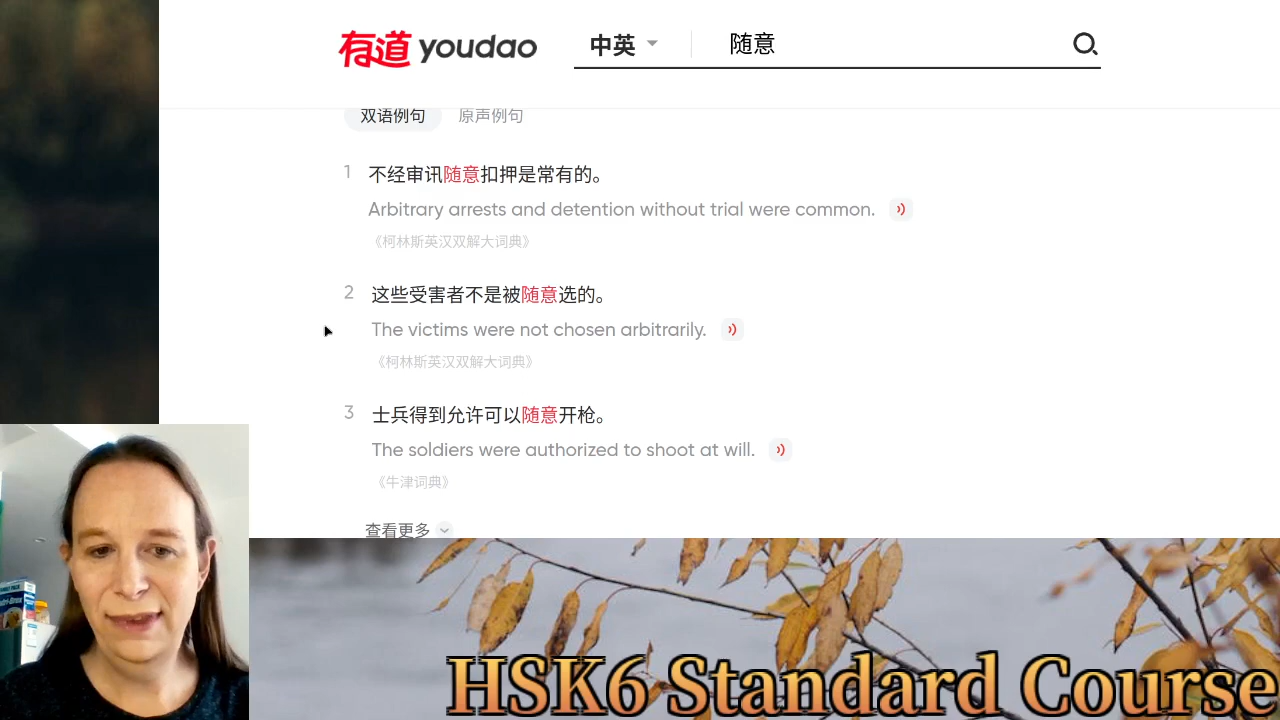 有道 youdao
中英
随意
双语例句
原声例句
1 不经审讯随意扣押是常有的。
Arbitrary arrests and detention without trial were common.
《柯林斯英汉双解大词典》
2 这些受害者不是被随意选的。
The victims were not chosen arbitrarily.
《柯林斯英汉双解大词典》
3 士兵得到允许可以随意开枪。
The soldiers were authorized to shoot at will.
《牛津词典》
查看更多
HSK6 Standard Course